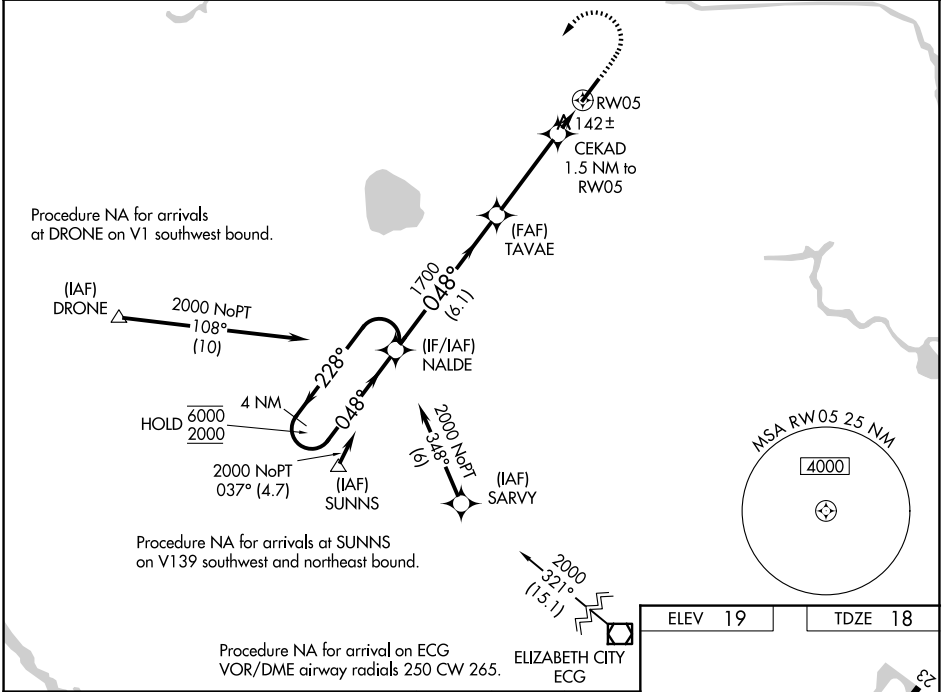 RW05
142±
CEKAD
1.5 NM to
RW05
Procedure NA for arrivals
at DRONE on V1 southwest bound.
(FAF)
TAVAE
1700
048°
(6.1)
(IAF)
DRONE
2000 NoPT
108°
(10)
(IF/IAF)
NALDE
228°
048°
4 NM
HOLD 6000
2000
2000 NoPT
037° (4.7)
(IAF)
SUNNS
2000 NoPT
348°
(6)
(IAF)
SARVY
MSA RW05 25 NM
4000
Procedure NA for arrivals at SUNNS
on V139 southwest and northeast bound.
2000
321°
(15.1)
Procedure NA for arrival on ECG
VOR/DME airway radials 250 CW 265.
ELIZABETH CITY
ECG
ELEV 19
TDZE 18
23